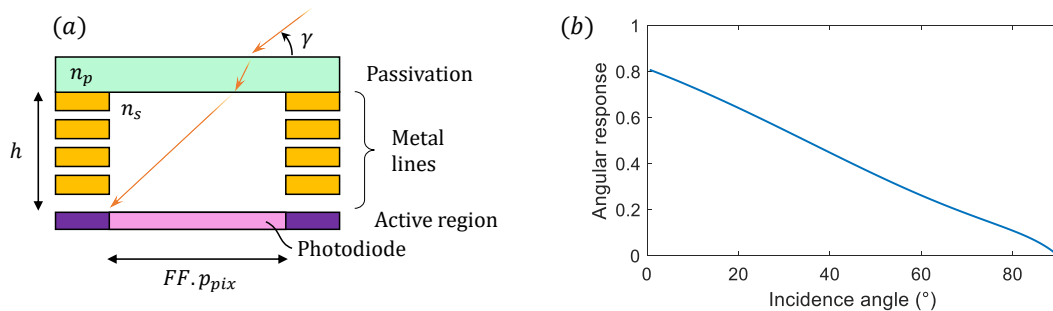 (a)
γ
n_p
Passivation
n_s
h
Metal
lines
Active region
Photodiode
FF.p_pix
(b)
Angular response
1
0.8
0.6
0.4
0.2
0
0 20 40 60 80
Incidence angle (°)